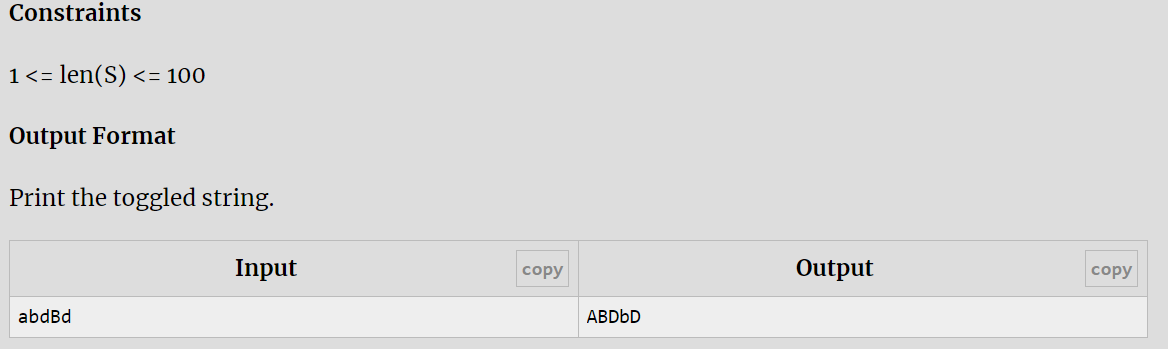 Constraints
1 <= len(S) <= 100
Output Format
Print the toggled string.
Input copy Output copy
abdBd ABDbD